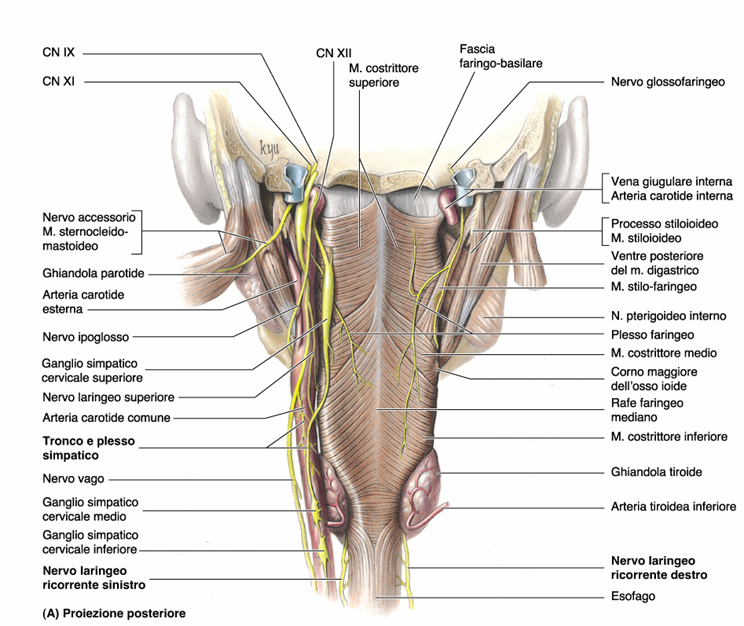 CN IX
CN XI
CN XII
M. costrittore
superiore
Fascia
faringo-basilare
Nervo glossofaringeo
kyu
Nervo accessorio
M. sternocleido-
mastoideo
Ghiandola parotide
Arteria carotide
esterna
Nervo ipoglosso
Ganglio simpatico
cervicale superiore
Nervo laringeo superiore
Arteria carotide comune
Tronco e plesso
simpatico
Nervo vago
Ganglio simpatico
cervicale medio
Ganglio simpatico
cervicale inferiore
Nervo laringeo
ricorrente sinistro
(A) Proiezione posteriore
Vena giugulare interna
Arteria carotide interna
Processo stiloioideo
M. stiloioideo
Ventre posteriore
del m. digastrico
M. stilo-faringeo
N. pterigoideo interno
Plesso faringeo
M. costrittore medio
Corno maggiore
dell'osso ioide
Rafe faringeo
mediano
M. costrittore inferiore
Ghiandola tiroide
Arteria tiroidea inferiore
Nervo laringeo
ricorrente destro
Esofago